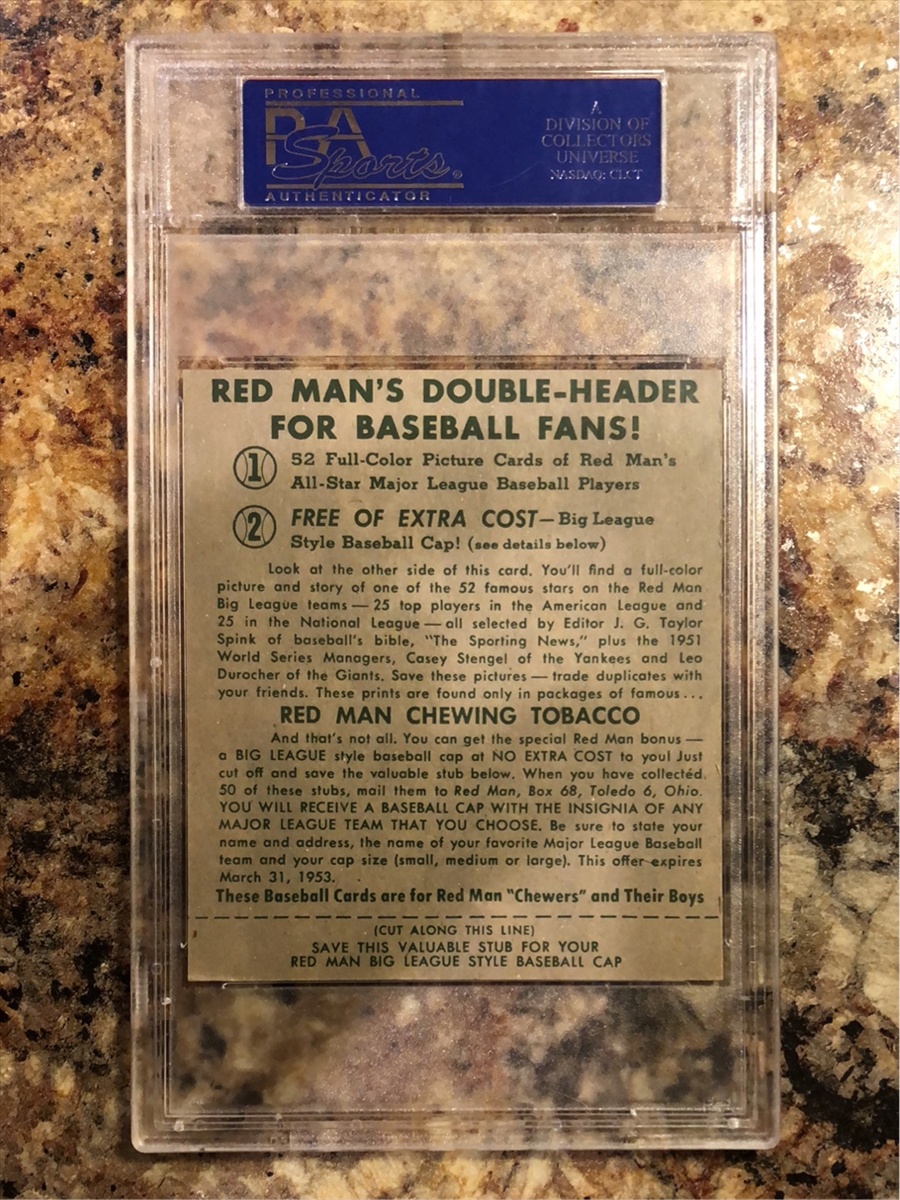 PROFESSIONAL
PSA
Sports®
AUTHENTICATOR
A
DIVISION OF
COLLECTORS
UNIVERSE
NASDAQ: CLCT
RED MAN'S DOUBLE-HEADER
FOR BASEBALL FANS!
1 52 Full-Color Picture Cards of Red Man's
All-Star Major League Baseball Players
2 FREE OF EXTRA COST—Big League
Style Baseball Cap! (see details below)
Look at the other side of this card. You'll find a full-color
picture and story of one of the 52 famous stars on the Red Man
Big League teams — 25 top players in the American League and
25 in the National League — all selected by Editor J. G. Taylor
Spink of baseball's bible, "The Sporting News," plus the 1951
World Series Managers, Casey Stengel of the Yankees and Leo
Durocher of the Giants. Save these pictures — trade duplicates with
your friends. These prints are found only in packages of famous...
RED MAN CHEWING TOBACCO
And that's not all. You can get the special Red Man bonus —
a BIG LEAGUE style baseball cap at NO EXTRA COST to you! Just
cut off and save the valuable stub below. When you have collected
50 of these stubs, mail them to Red Man, Box 68, Toledo 6, Ohio.
YOU WILL RECEIVE A BASEBALL CAP WITH THE INSIGNIA OF ANY
MAJOR LEAGUE TEAM THAT YOU CHOOSE. Be sure to state your
name and address, the name of your favorite Major League Baseball
team and your cap size (small, medium or large). This offer expires
March 31, 1953.
These Baseball Cards are for Red Man "Chewers" and Their Boys
(CUT ALONG THIS LINE)
SAVE THIS VALUABLE STUB FOR YOUR
RED MAN BIG LEAGUE STYLE BASEBALL CAP